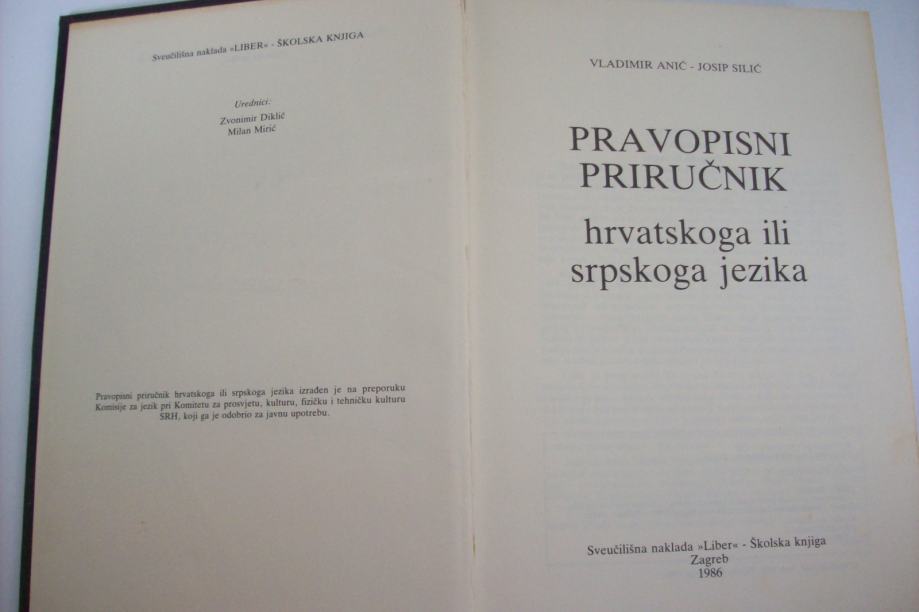 Sveučilišna naklada »LIBER« - ŠKOLSKA KNJIGA
Urednici:
Zvonimir Diklić
Milan Mirić
Pravopisni priručnik hrvatskoga ili srpskoga jezika izrađen je na preporuku
Komisije za jezik pri Komitetu za prosvjetu, kulturu, fizičku i tehničku kulturu
SRH, koji ga je odobrio za javnu upotrebu.
VLADIMIR ANIĆ - JOSIP SILIĆ
PRAVOPISNI
PRIRUČNIK
hrvatskoga ili
srpskoga jezika
Sveučilišna naklada »Liber« - Školska knjiga
Zagreb
1986